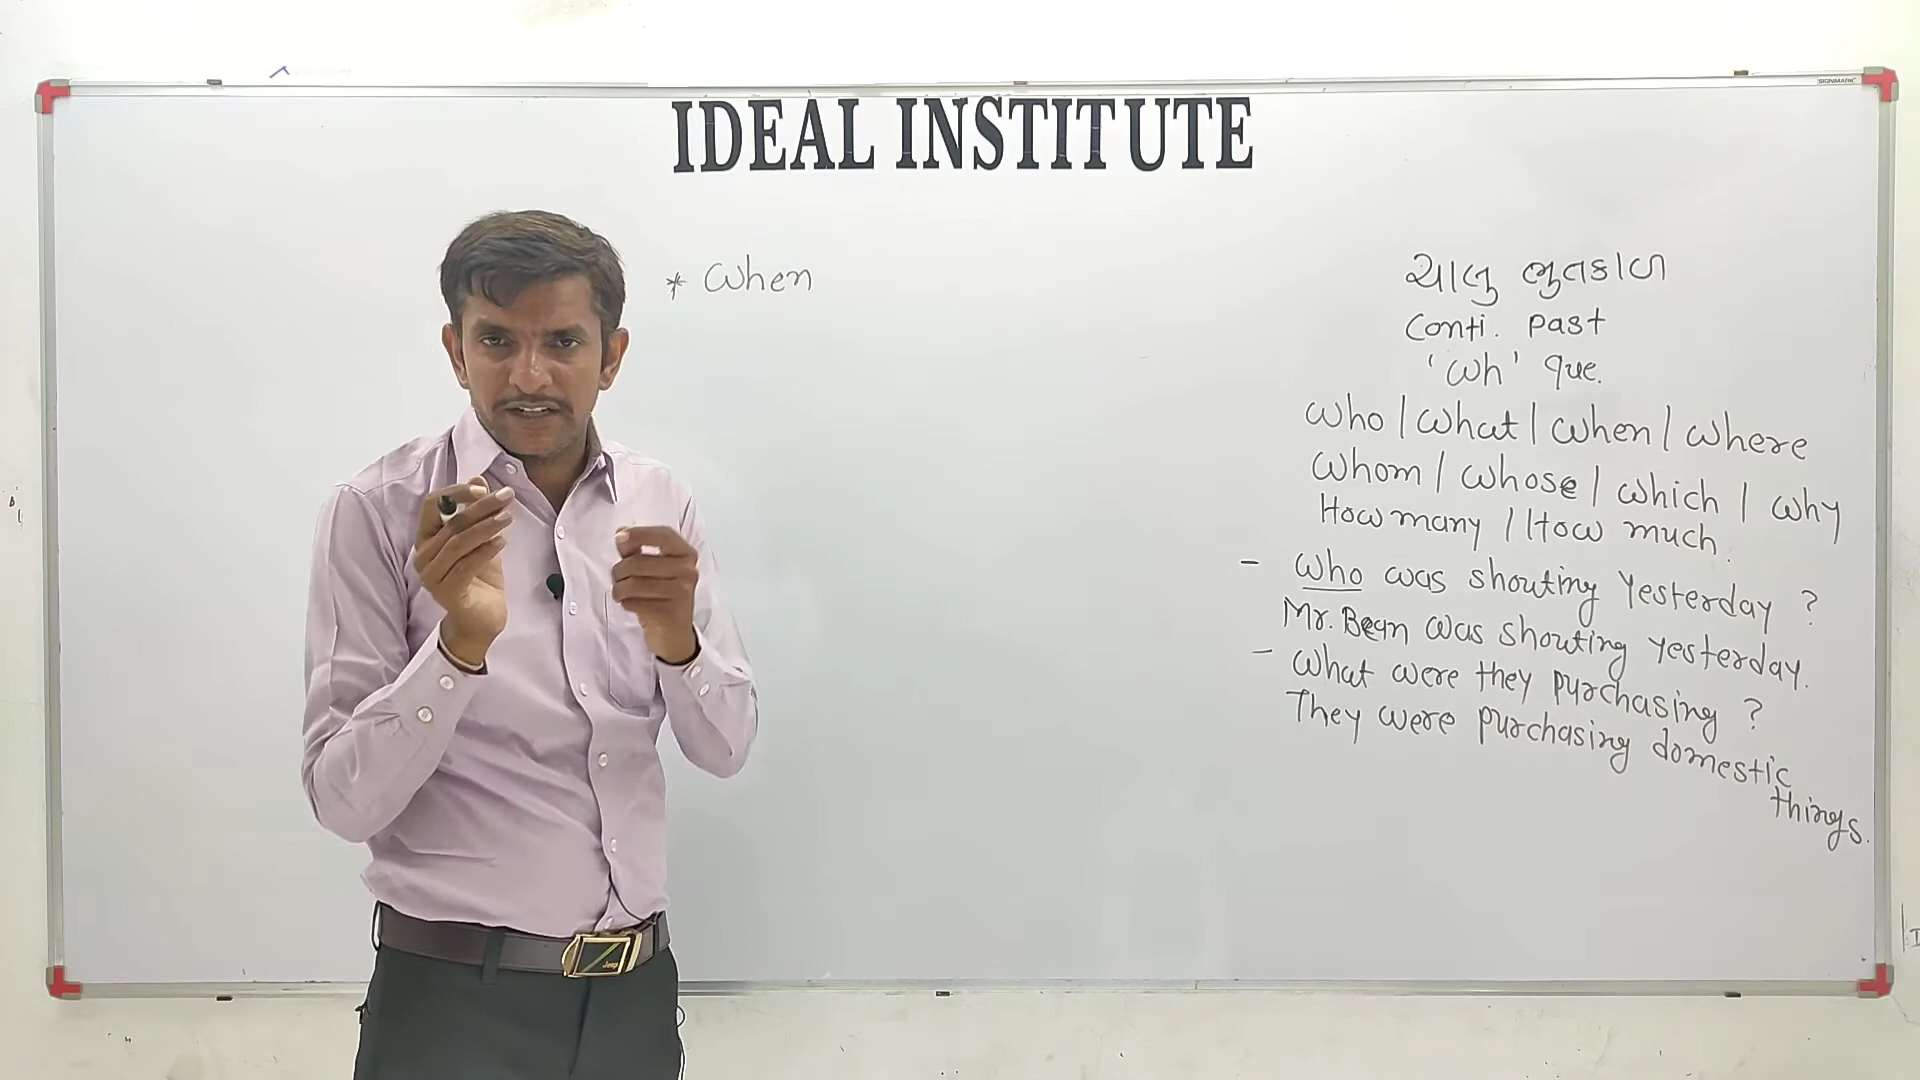 IDEAL INSTITUTE
* When
ચાલુ ભુતકાળ
Conti. Past
'Wh' que.
Who / What / When / Where
Whom / Whose / Which / Why
How many / How much.
- Who was shouting Yesterday ?
Mr. Bean was shouting yesterday.
- What were they purchasing ?
They were purchasing domestic
things.
SIGNMARK
Jeep